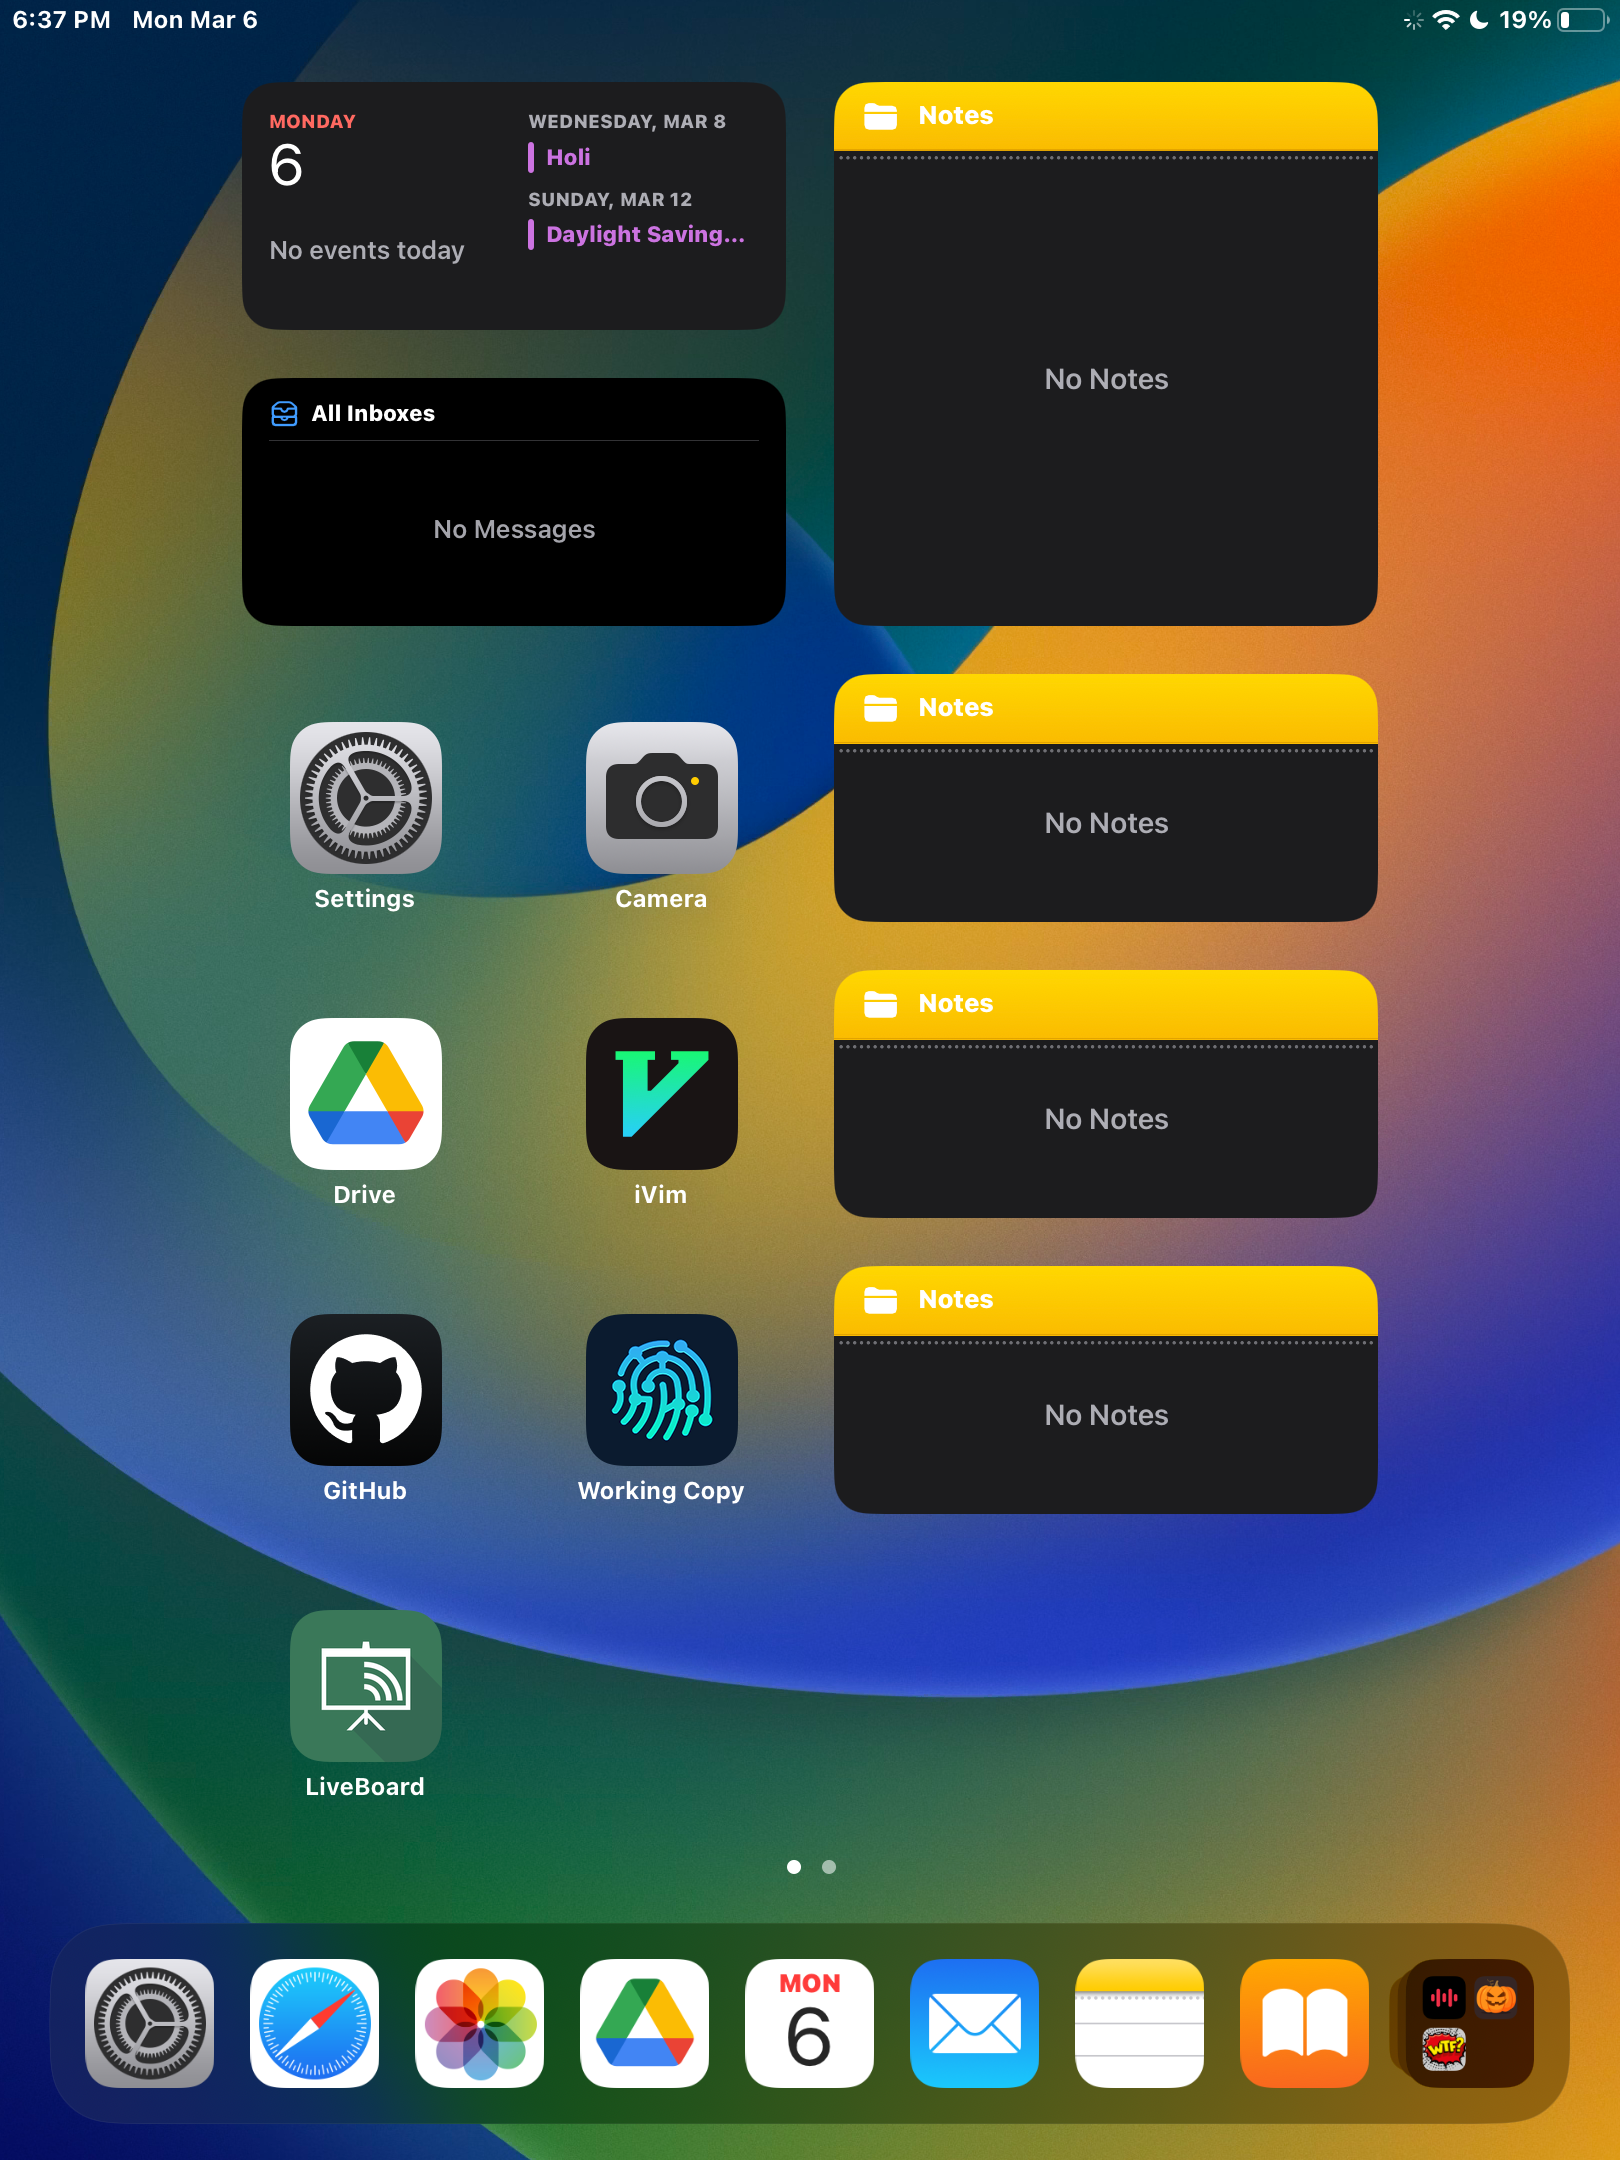 6:37 PM Mon Mar 6
19%
MONDAY
6
No events today
WEDNESDAY, MAR 8
Holi
SUNDAY, MAR 12
Daylight Saving...
Notes
No Notes
All Inboxes
No Messages
Settings
Camera
Notes
No Notes
Drive
iVim
Notes
No Notes
GitHub
Working Copy
Notes
No Notes
LiveBoard
MON
6
WTF?